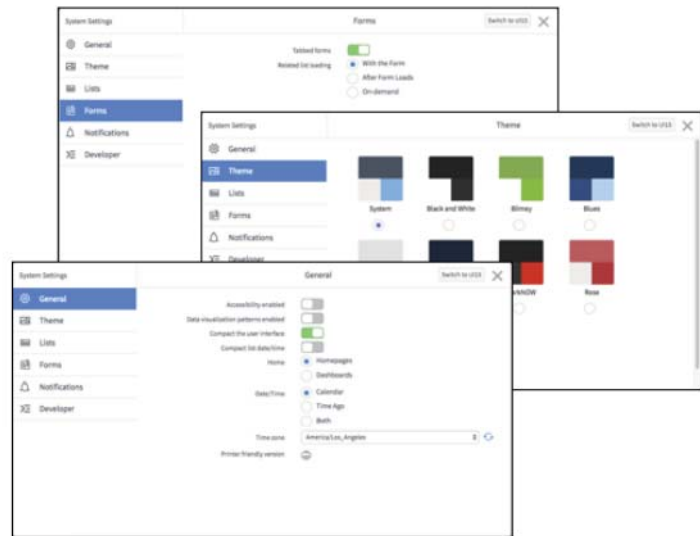 System Settings
Forms
Switch to UI15
General
Theme
Lists
Forms
Notifications
Developer
Tabbed forms
Related list loading
With the Form
After Form Loads
On-demand
System Settings
Theme
Switch to UI15
General
Theme
Lists
Forms
Notifications
Developer
System
Black and White
Blimey
Blues
Rose
System Settings
General
Switch to UI15
General
Theme
Lists
Forms
Notifications
Developer
Accessibility enabled
Data visualization patterns enabled
Compact the user interface
Compact list date/time
Home
Homepages
Dashboards
Date/Time
Calendar
Time Ago
Both
Time zone
America/Los_Angeles
Printer friendly version